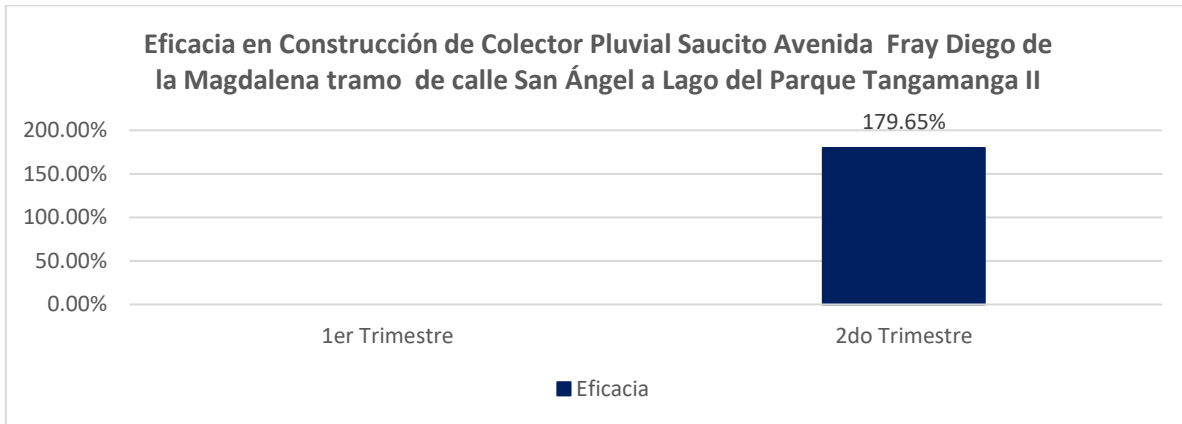 Eficacia en Construcción de Colector Pluvial Saucito Avenida  Fray Diego de
la Magdalena tramo  de calle San Ángel a Lago del Parque Tangamanga II
179.65%
200.00%
150.00%
100.00%
50.00%
0.00%
1er Trimestre
2do Trimestre
Eficacia